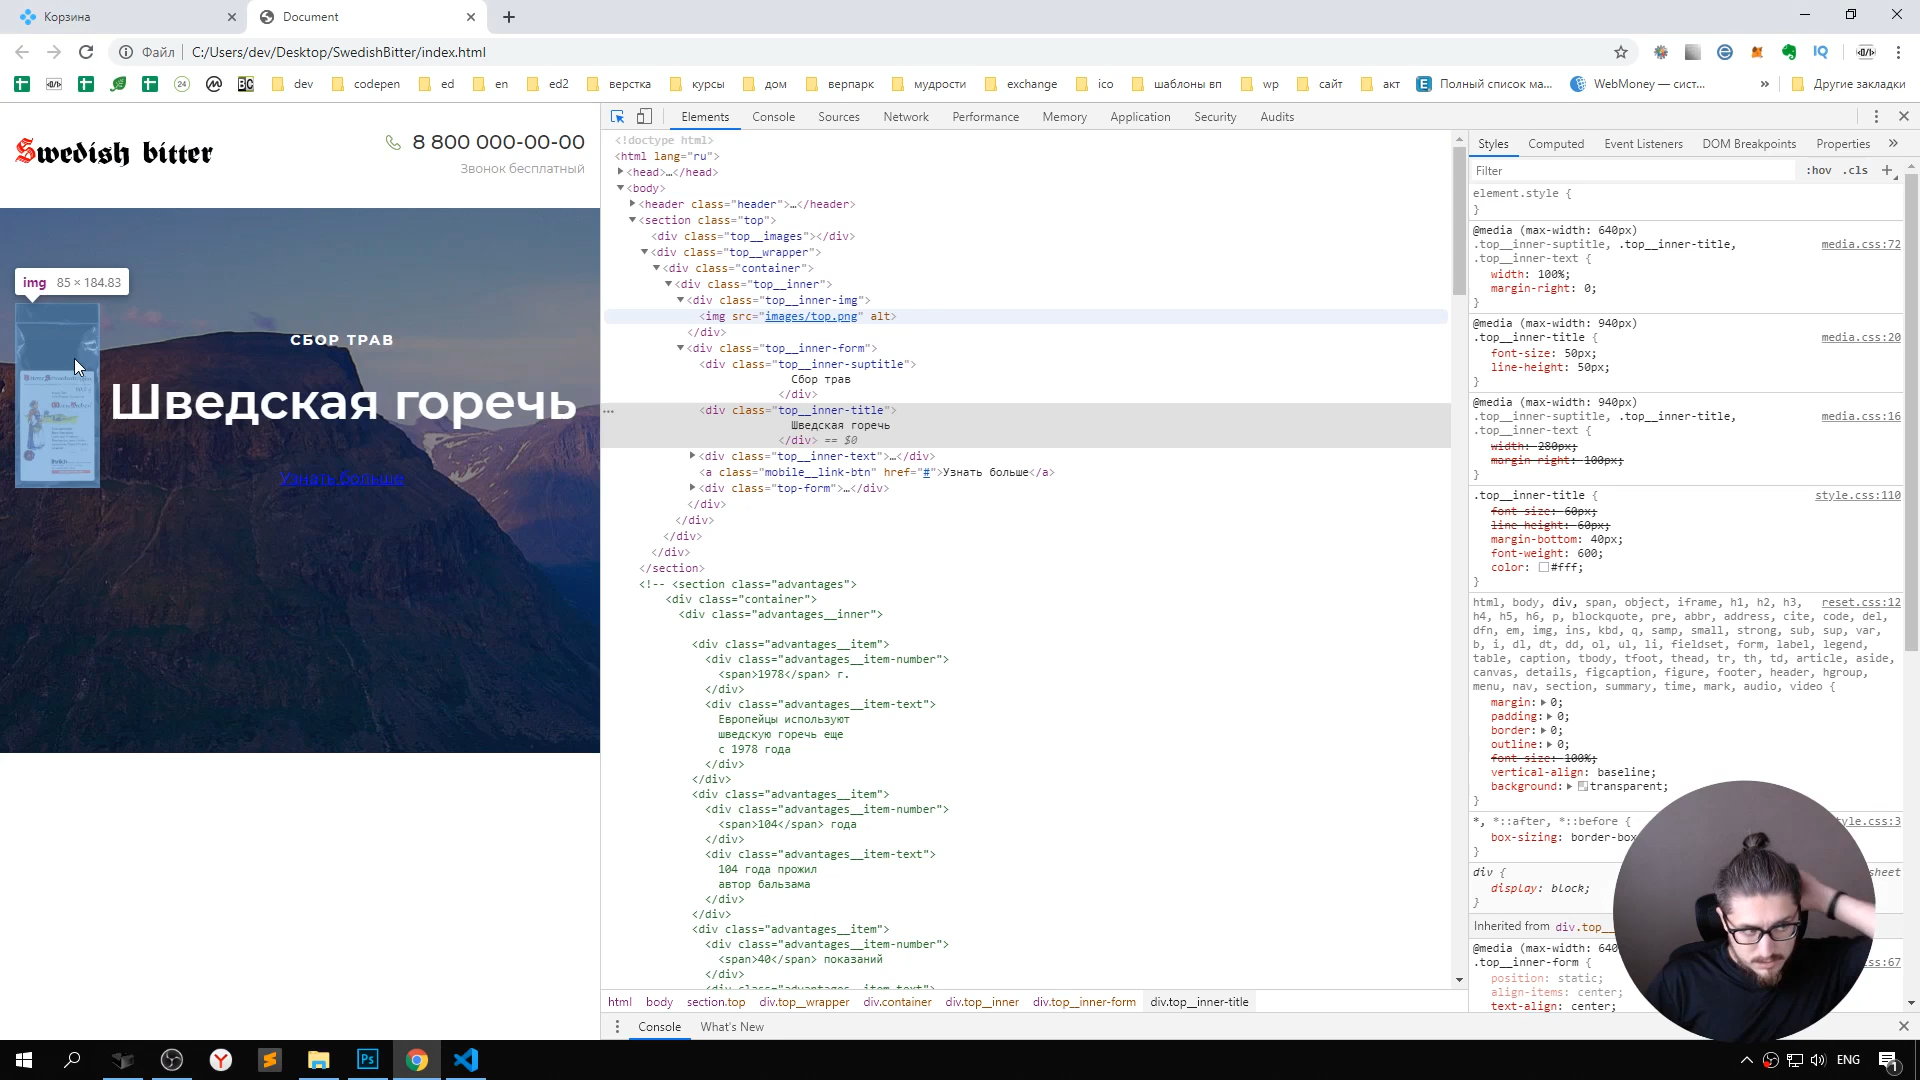 Корзина
Document
Файл
C:/Users/dev/Desktop/SwedishBitter/index.html
dev
codepen
ed
en
ed2
верстка
курсы
дом
верпарк
мудрости
exchange
ico
шаблоны вп
wp
сайт
акт
Полный список ма...
WebMoney — сист...
»
Другие закладки
Swedish bitter
8 800 000-00-00
Звонок бесплатный
img 85 × 184.83
СБОР ТРАВ
Шведская горечь
Узнать больше
Elements Console Sources Network Performance Memory Application Security Audits
<!doctype html>
<html lang="ru">
<head>…</head>
<body>
<header class="header">…</header>
<section class="top">
<div class="top__images"></div>
<div class="top__wrapper">
<div class="container">
<div class="top__inner">
<div class="top__inner-img">
<img src="images/top.png" alt>
</div>
<div class="top__inner-form">
<div class="top__inner-suptitle">
Сбор трав
</div>
<div class="top__inner-title">
Шведская горечь
</div> == $0
<div class="top__inner-text">…</div>
<a class="mobile__link-btn" href="#">Узнать больше</a>
<div class="top-form">…</div>
</div>
</div>
</div>
</div>
</section>
<!-- <section class="advantages">
<div class="container">
<div class="advantages__inner">
<div class="advantages__item">
<div class="advantages__item-number">
<span>1978</span> г.
</div>
<div class="advantages__item-text">
Европейцы используют
шведскую горечь еще
с 1978 года
</div>
</div>
<div class="advantages__item">
<div class="advantages__item-number">
<span>104</span> года
</div>
<div class="advantages__item-text">
104 года прожил
автор бальзама
</div>
</div>
<div class="advantages__item">
<div class="advantages__item-number">
<span>40</span> показаний
</div>
<div class="advantages__item-text">
html body section.top div.top__wrapper div.container div.top__inner div.top__inner-form div.top__inner-title
Console What's New
Styles Computed Event Listeners DOM Breakpoints Properties »
Filter :hov .cls +
element.style {
}
@media (max-width: 640px)
.top__inner-suptitle, .top__inner-title, media.css:72
.top__inner-text {
width: 100%;
margin-right: 0;
}
@media (max-width: 940px)
.top__inner-title { media.css:20
font-size: 50px;
line-height: 50px;
}
@media (max-width: 940px)
.top__inner-suptitle, .top__inner-title, media.css:16
.top__inner-text {
width: 280px;
margin-right: 100px;
}
.top__inner-title { style.css:110
font-size: 60px;
line-height: 60px;
margin-bottom: 40px;
font-weight: 600;
color: #fff;
}
html, body, div, span, object, iframe, h1, h2, h3, reset.css:12
h4, h5, h6, p, blockquote, pre, abbr, address, cite, code, del,
dfn, em, img, ins, kbd, q, samp, small, strong, sub, sup, var,
b, i, dl, dt, dd, ol, ul, li, fieldset, form, label, legend,
table, caption, tbody, tfoot, thead, tr, th, td, article, aside,
canvas, details, figcaption, figure, footer, header, hgroup,
menu, nav, section, summary, time, mark, audio, video {
margin: 0;
padding: 0;
border: 0;
outline: 0;
font-size: 100%;
vertical-align: baseline;
background: transparent;
}
*, *::after, *::before { tyle.css:3
box-sizing: border-box
}
div { sheet
display: block;
}
Inherited from div.top__
@media (max-width: 640
.top__inner-form { ss:67
position: static;
align-items: center;
text-align: center;
ENG